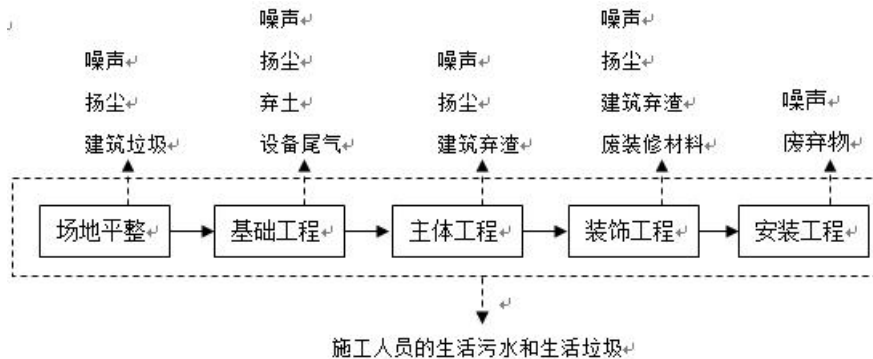 噪声
扬尘
建筑垃圾
噪声
扬尘
弃土
设备尾气
噪声
扬尘
建筑弃渣
噪声
扬尘
建筑弃渣
废装修材料
噪声
废弃物
场地平整
基础工程
主体工程
装饰工程
安装工程
施工人员的生活污水和生活垃圾